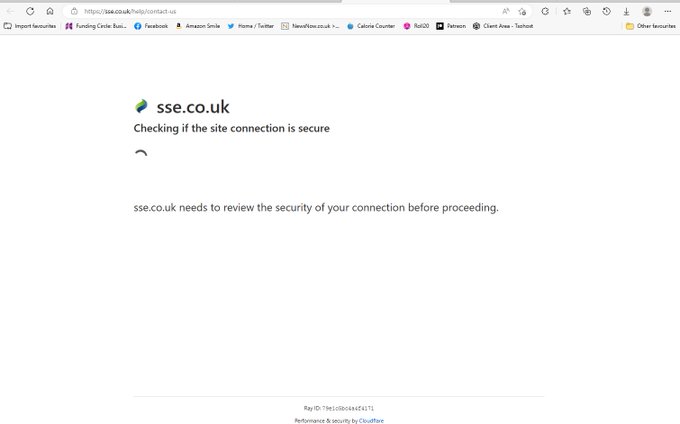 https://sse.co.uk/help/contact-us
Import favourites Funding Circle: Busi... Facebook Amazon Smile Home / Twitter NewsNow.co.uk >... Calorie Counter Roll20 Patreon Client Area - Tsohost Other favourites
sse.co.uk
Checking if the site connection is secure
sse.co.uk needs to review the security of your connection before proceeding.
Ray ID:
Performance & security by Cloudflare